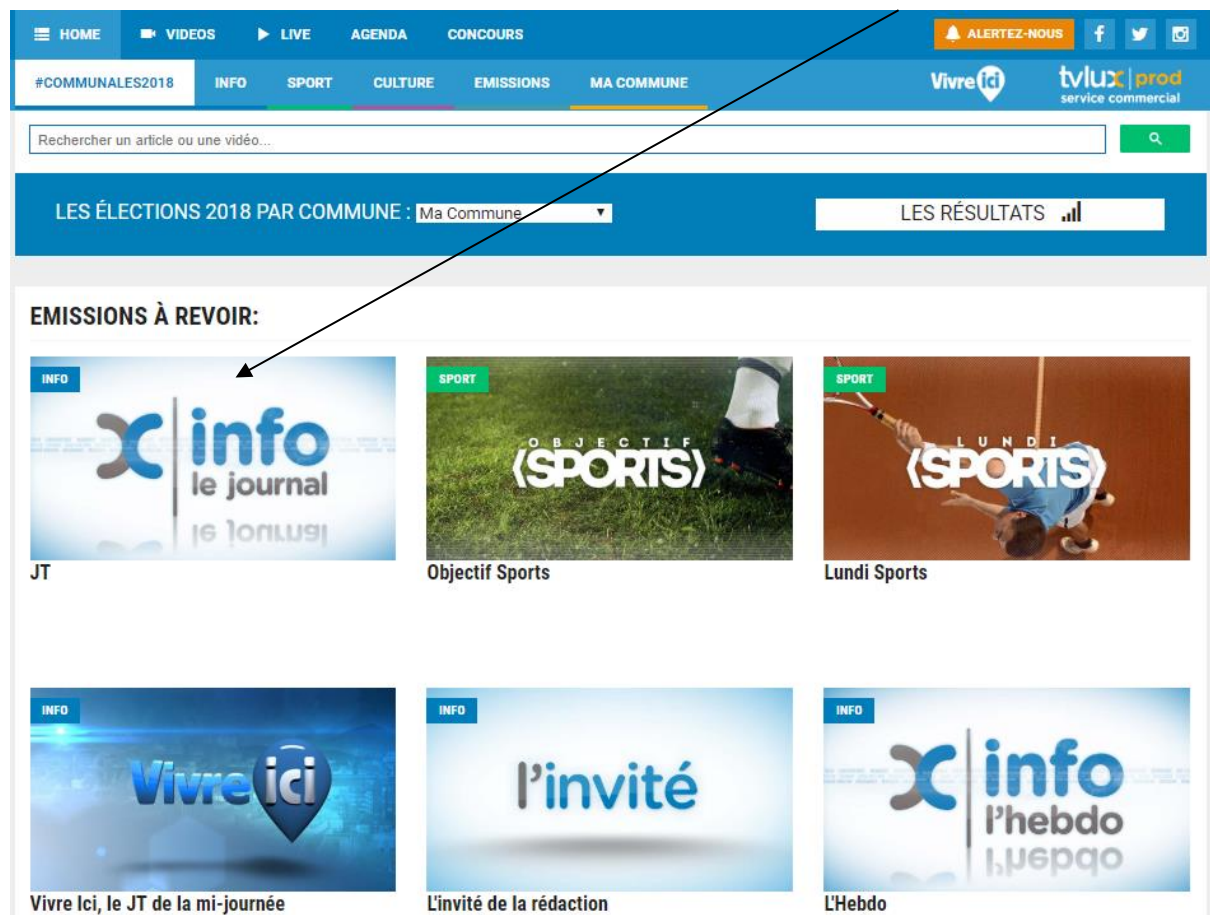 HOME VIDEOS LIVE AGENDA CONCOURS ALERTEZ-NOUS
#COMMUNALES2018 INFO SPORT CULTURE EMISSIONS MA COMMUNE Vivre ici tvlux|prod
service commercial
Rechercher un article ou une vidéo...
LES ÉLECTIONS 2018 PAR COMMUNE : Ma Commune LES RÉSULTATS
EMISSIONS À REVOIR:
INFO
info
le journal
JT
SPORT
OBJECTIF
(SPORTS)
Objectif Sports
SPORT
LUNDI
(SPORTS)
Lundi Sports
INFO
Vivre ici
Vivre Ici, le JT de la mi-journée
INFO
l'invité
L'invité de la rédaction
INFO
info
l'hebdo
L'Hebdo